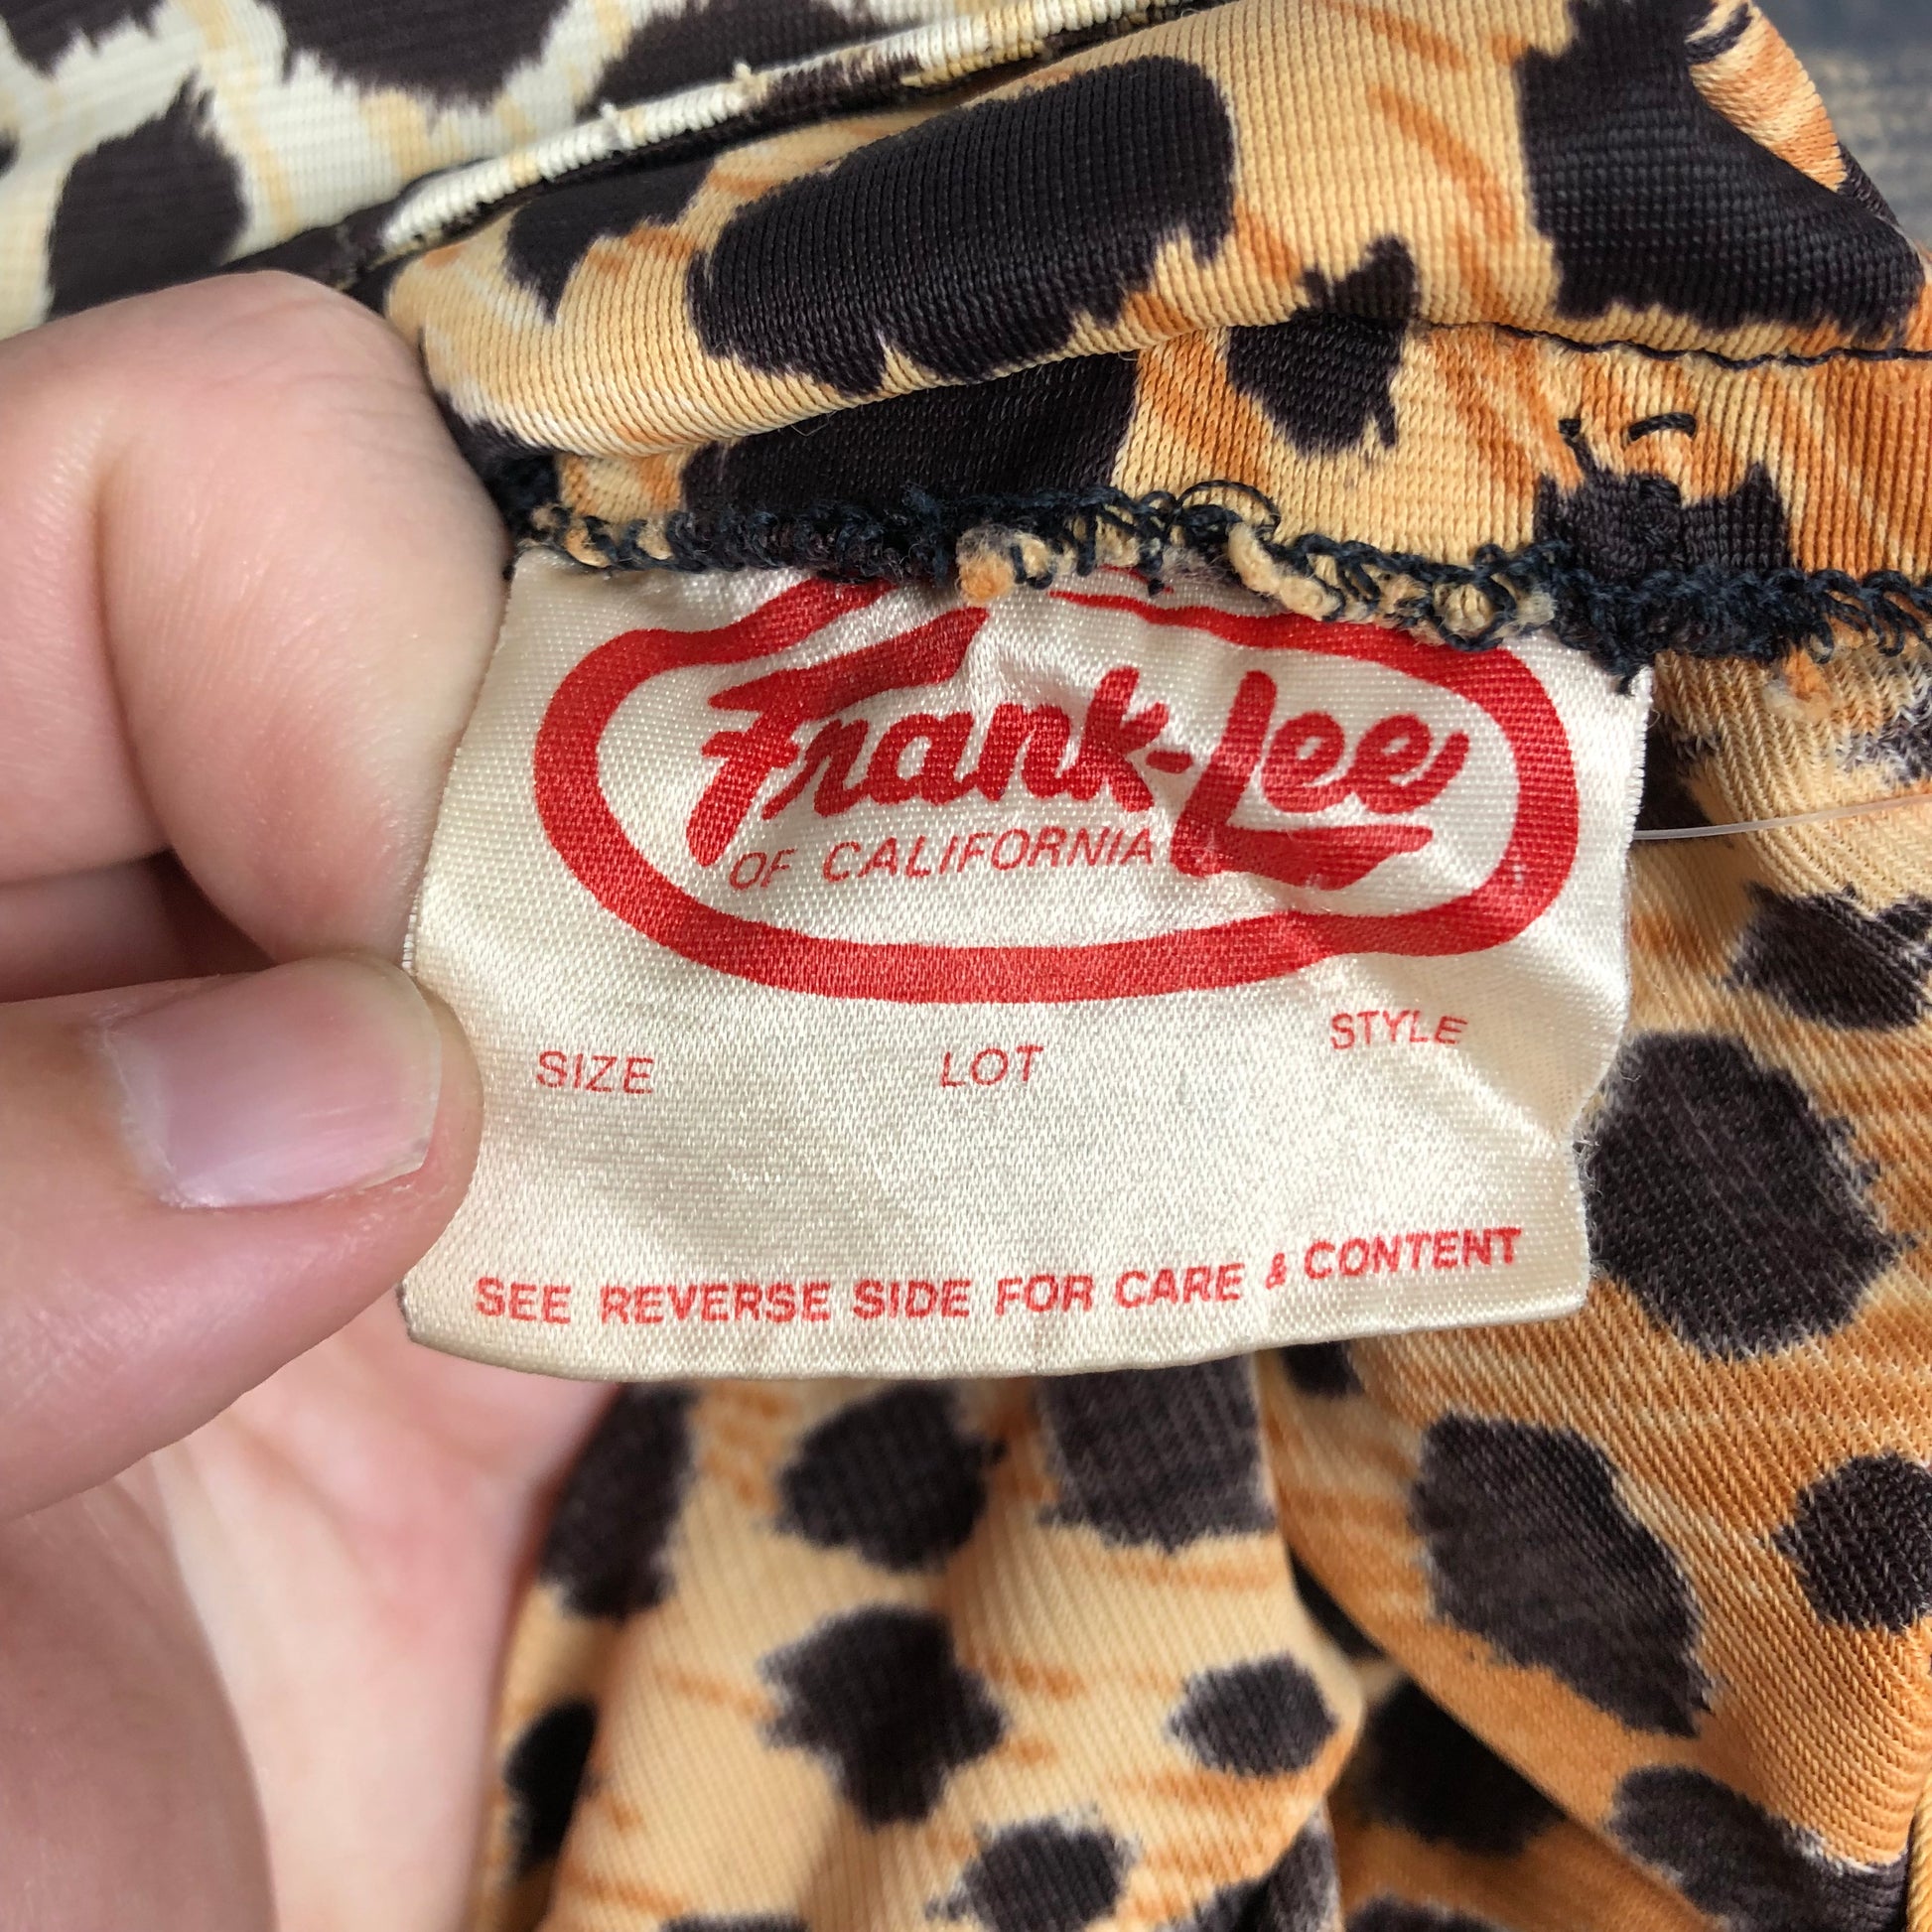 Frank-Lee
OF CALIFORNIA
SIZE LOT STYLE
SEE REVERSE SIDE FOR CARE & CONTENT